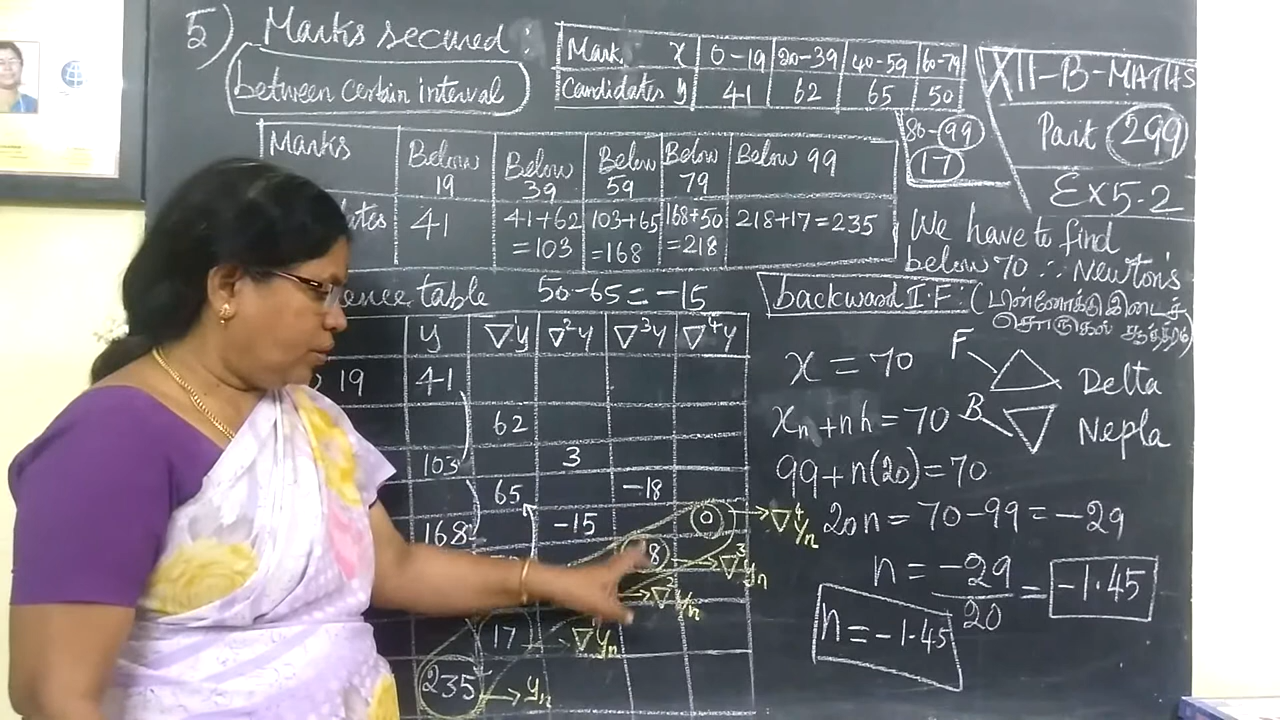 5) Marks secured :
between certain interval
Mark x 0-19 20-39 40-59 60-79
Candidates y 41 62 65 50
80-99
17
XII-B-MATHS
Part 299
Ex 5.2
Marks Below 19 Below 39 Below 59 Below 79 Below 99
41 41+62 =103 103+65 =168 168+50 =218 218+17=235
We have to find
below 70 ∴ Newton's
backward I.F. (பின்னோக்கு இடைச்
table 50-65=-15
y ∇y ∇²y ∇³y ∇⁴y
19 41
62
103 3
65 -18
168 -15 0 → ∇⁴yₙ
8 → ∇³yₙ
→ ∇²yₙ
17 → ∇yₙ
235 → yₙ
x = 70
F △ Delta
xₙ+nh = 70
B ▽ Nepla
99+n(20)=70
20n = 70-99 = -29
n = -29/20 = -1.45
n = -1.45